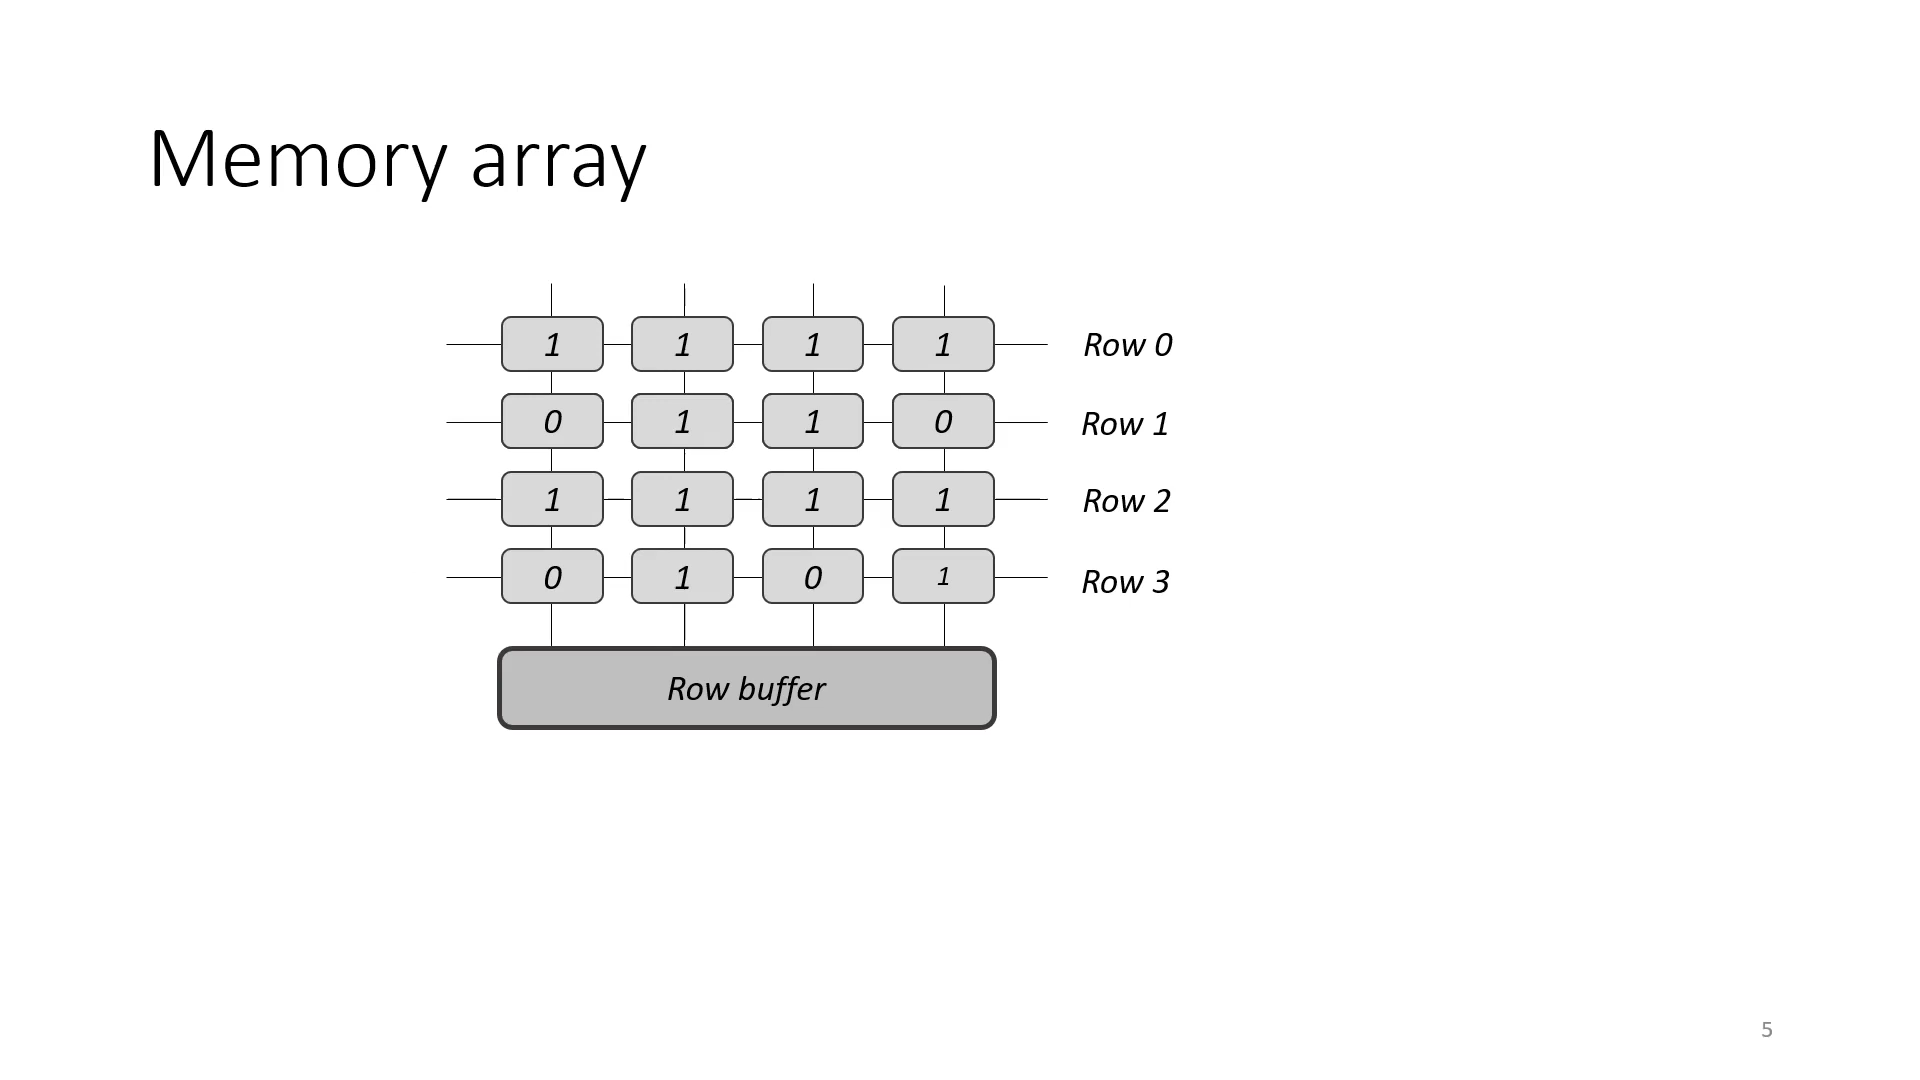 Memory array
1 1 1 1 Row 0
0 1 1 0 Row 1
1 1 1 1 Row 2
0 1 0 1 Row 3
Row buffer
5